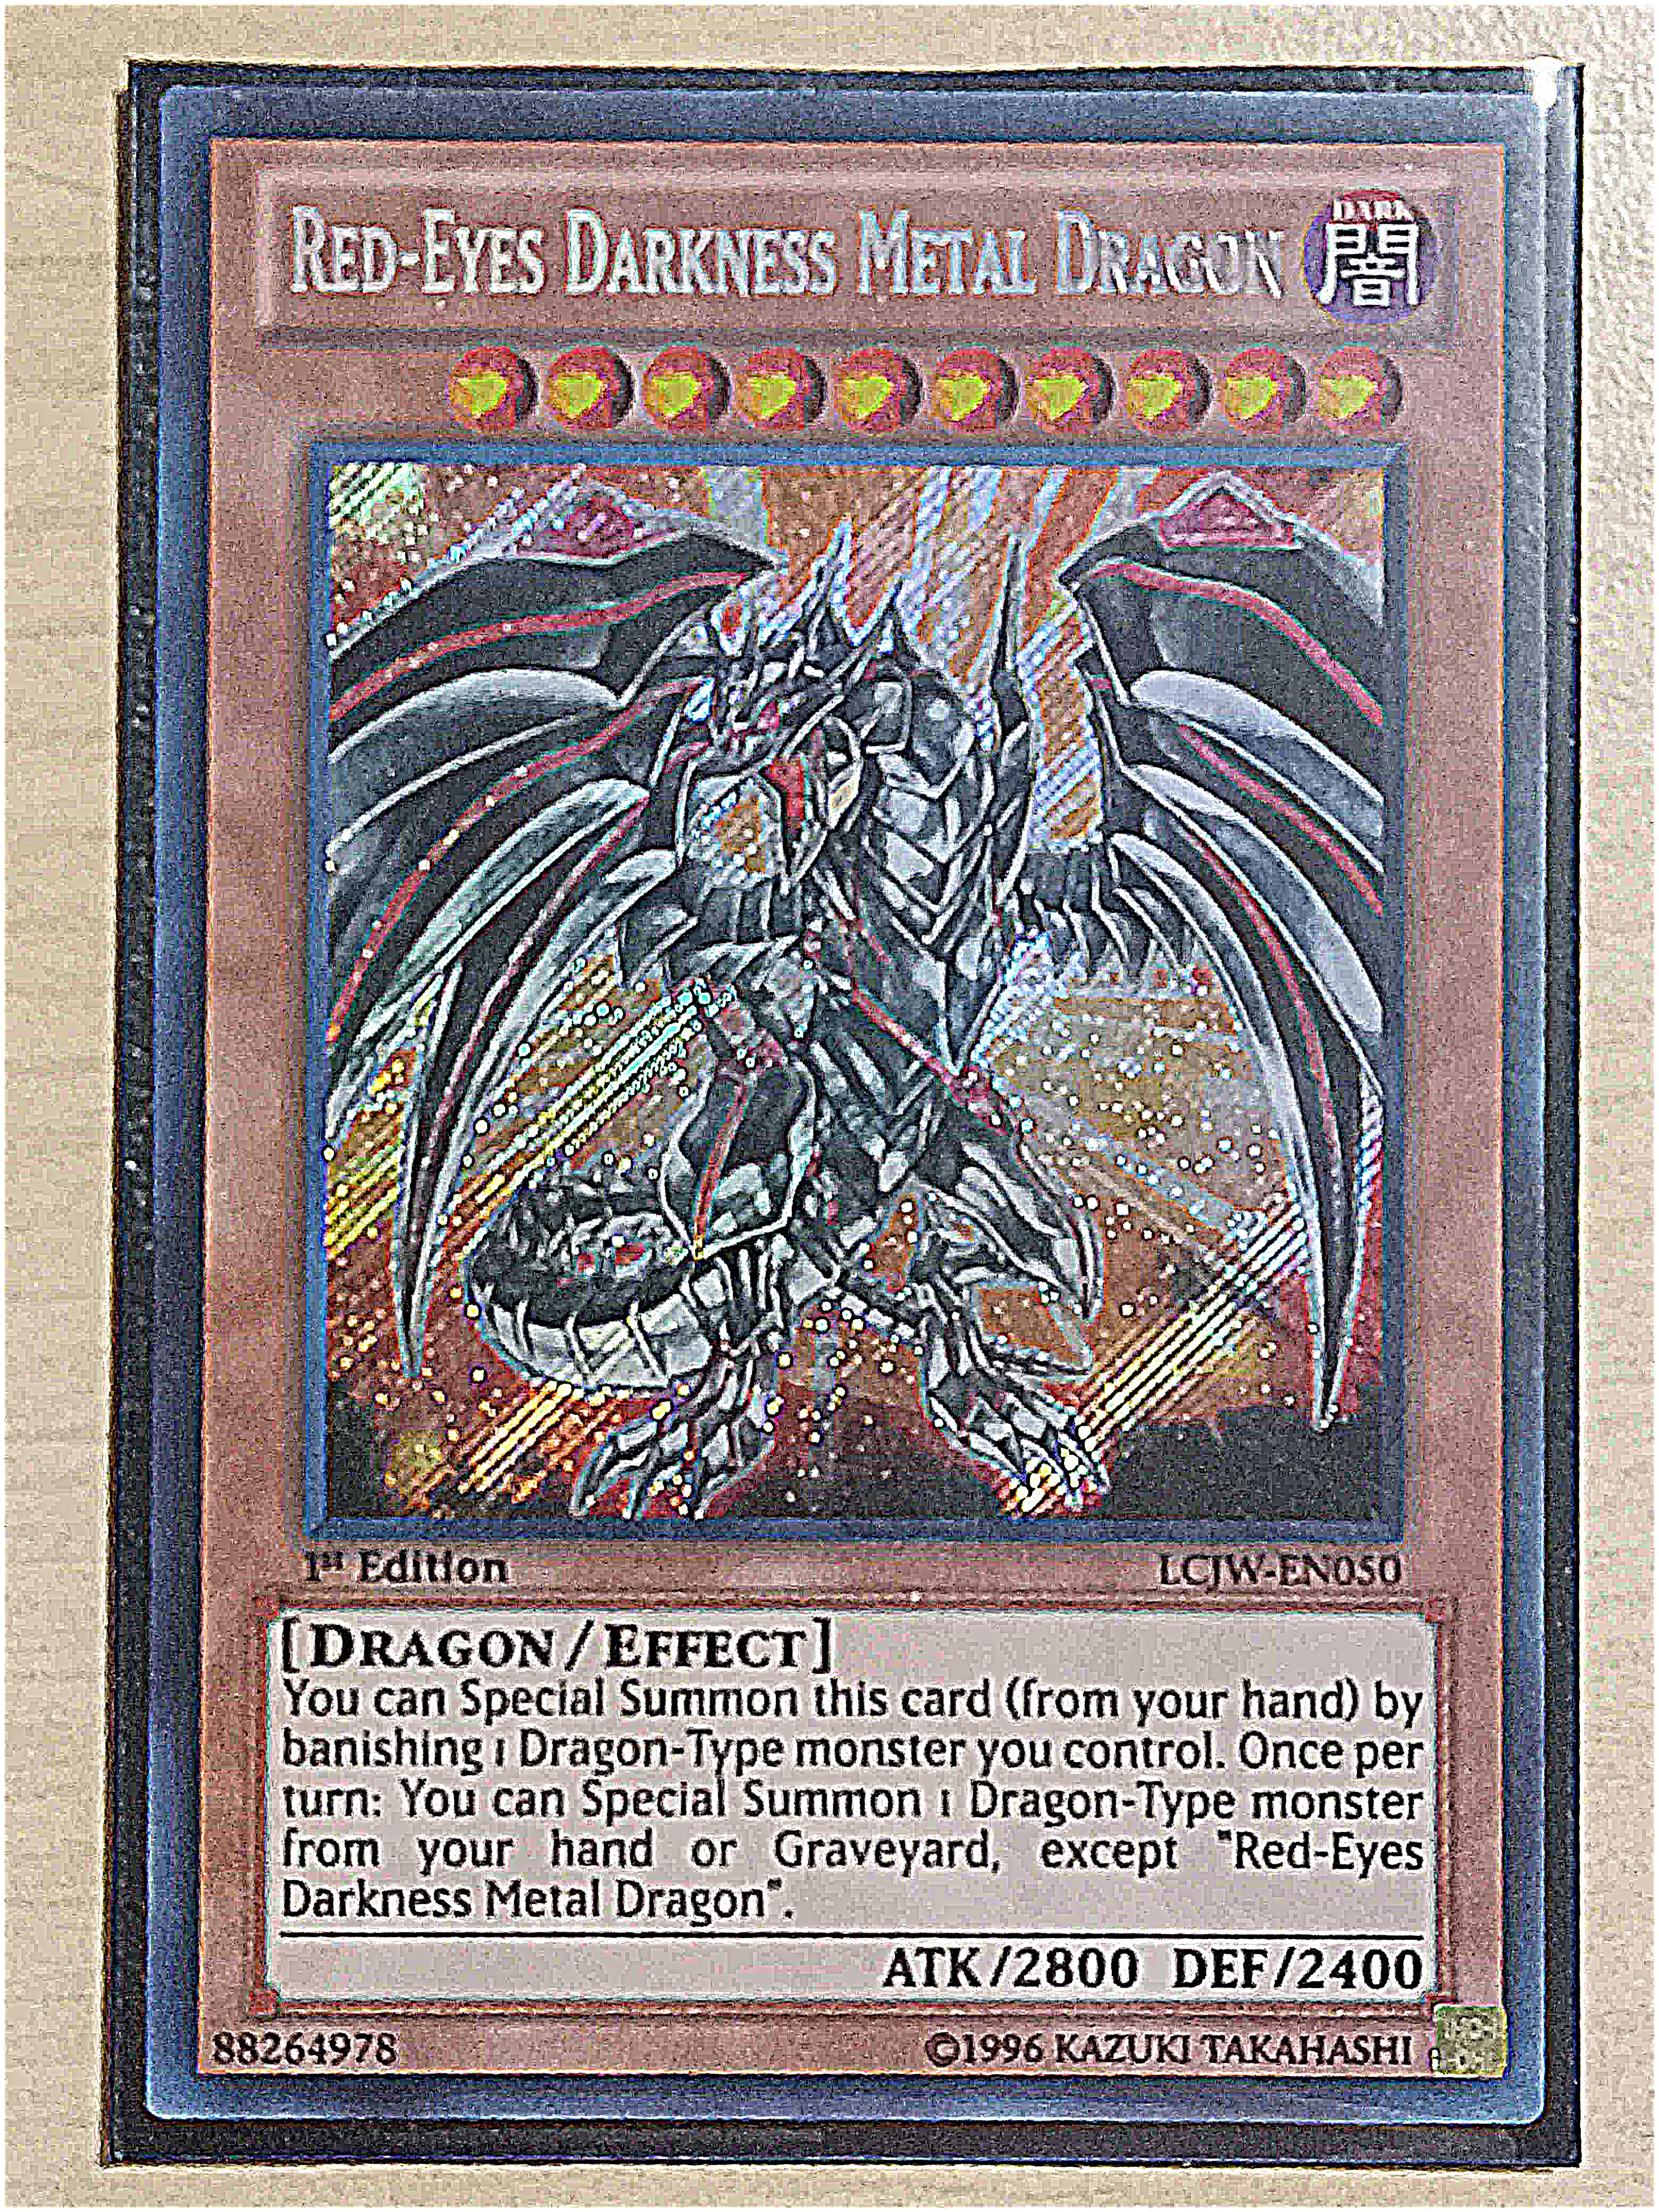 RED-EYES DARKNESS METAL DRAGON
DARK
闇
1st Edition
LCJW-EN050
[DRAGON/EFFECT]
You can Special Summon this card (from your hand) by
banishing 1 Dragon-Type monster you control. Once per
turn: You can Special Summon 1 Dragon-Type monster
from your hand or Graveyard, except "Red-Eyes
Darkness Metal Dragon".
ATK/2800 DEF/2400
88264978
©1996 KAZUKI TAKAHASHI